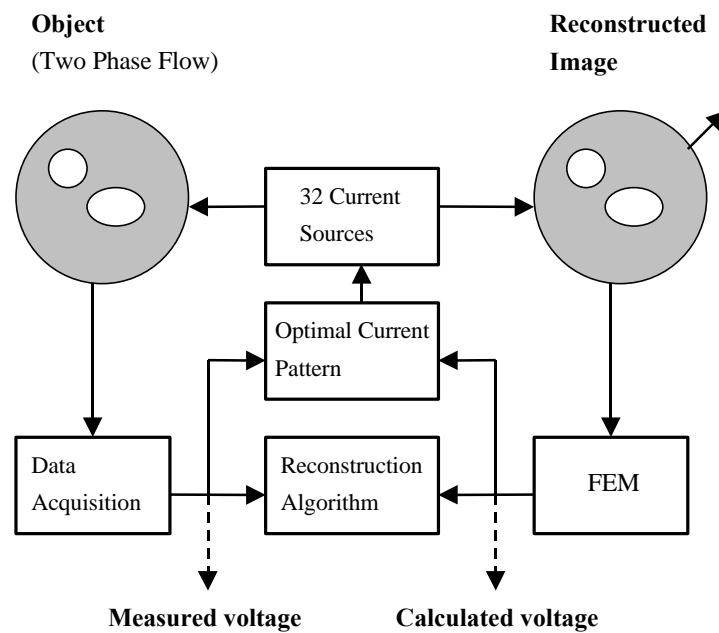 Object
(Two Phase Flow)
Reconstructed
Image
32 Current
Sources
Optimal Current
Pattern
Data
Acquisition
Reconstruction
Algorithm
FEM
Measured voltage
Calculated voltage